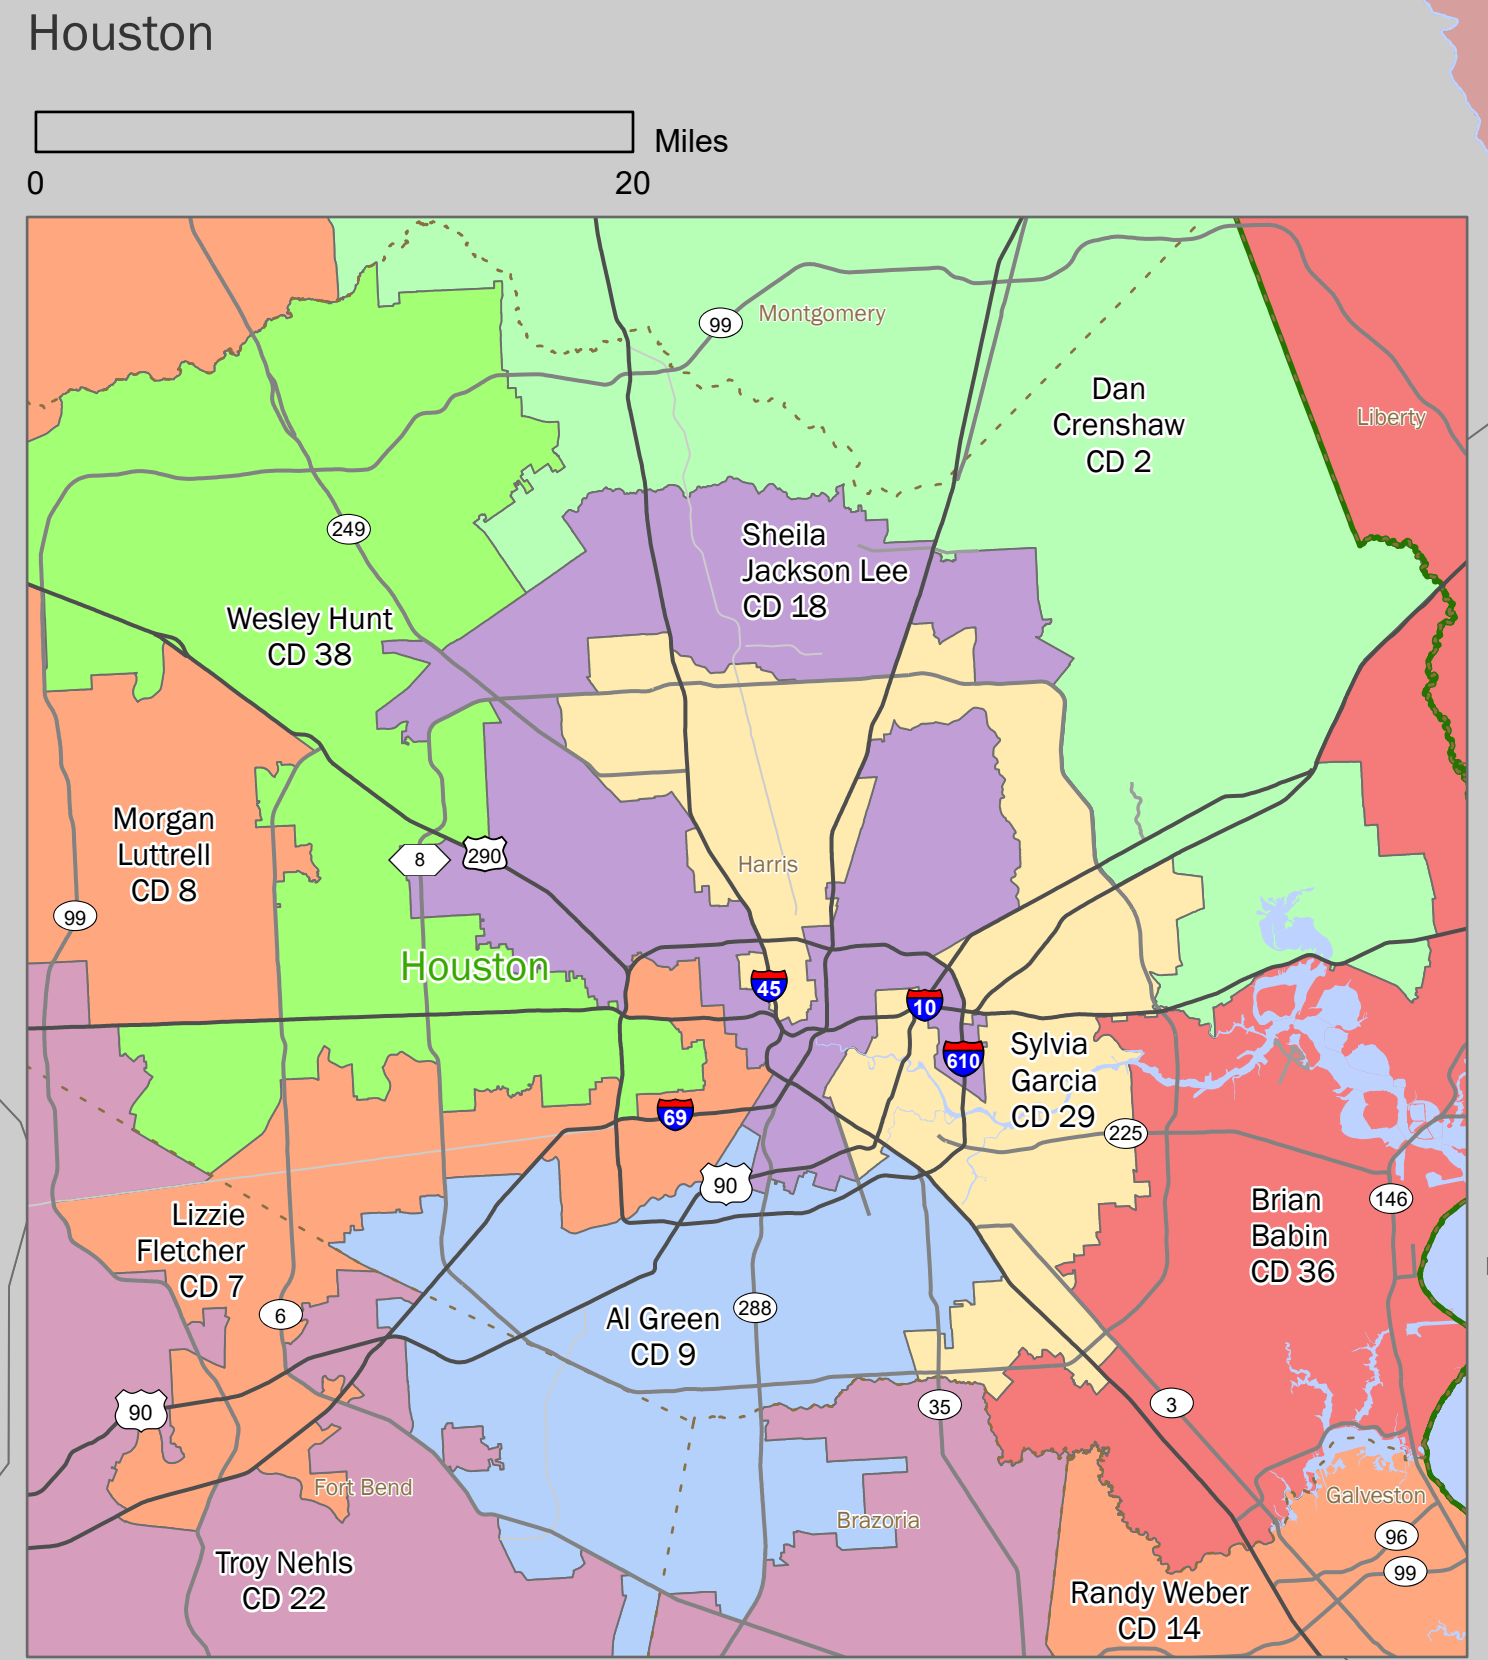 Houston
Miles
0
20
99
Montgomery
Dan
Crenshaw
CD 2
Liberty
249
Sheila
Jackson Lee
CD 18
Wesley Hunt
CD 38
Morgan
Luttrell
CD 8
8
290
Harris
99
Houston
45
10
610
Sylvia
Garcia
CD 29
69
225
90
146
Lizzie
Fletcher
CD 7
Brian
Babin
CD 36
6
288
Al Green
CD 9
90
35
3
Fort Bend
Galveston
Brazoria
96
Troy Nehls
CD 22
99
Randy Weber
CD 14